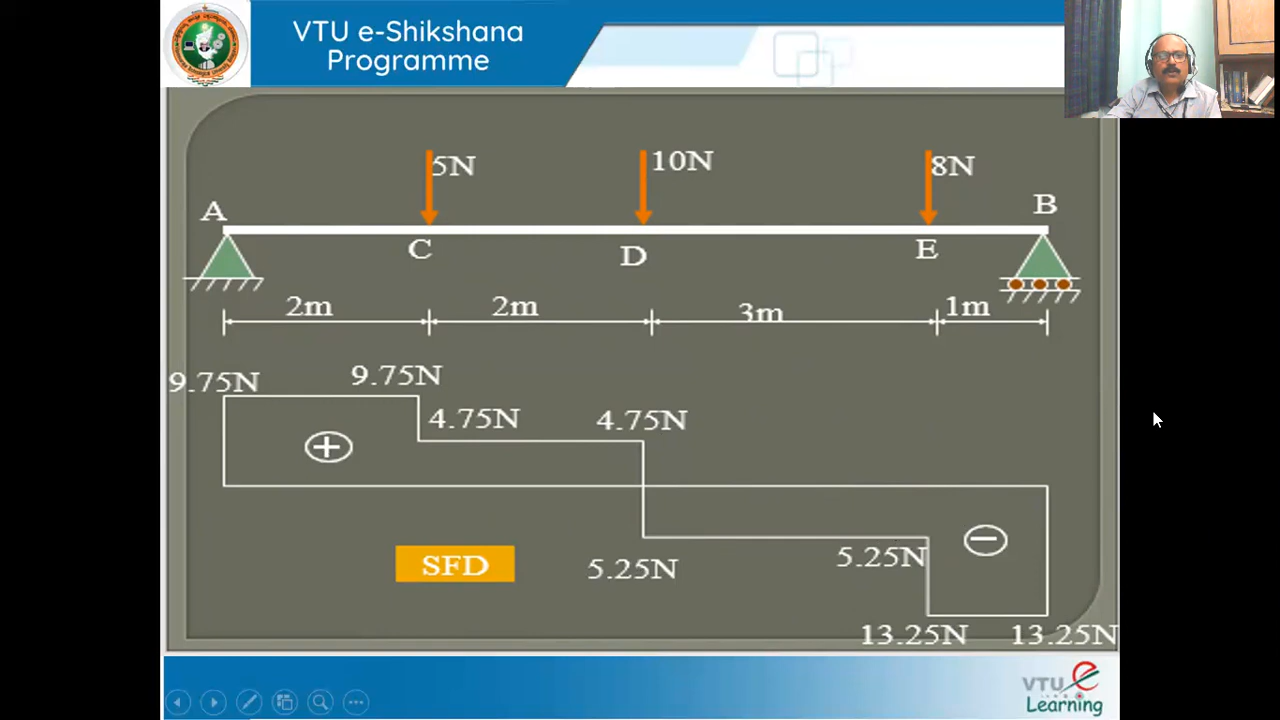 VTU e-Shikshana
Programme
5N
10N
8N
A
B
C
D
E
2m
2m
3m
1m
9.75N
9.75N
4.75N
4.75N
SFD
5.25N
5.25N
13.25N
13.25N
VTU e
Learning